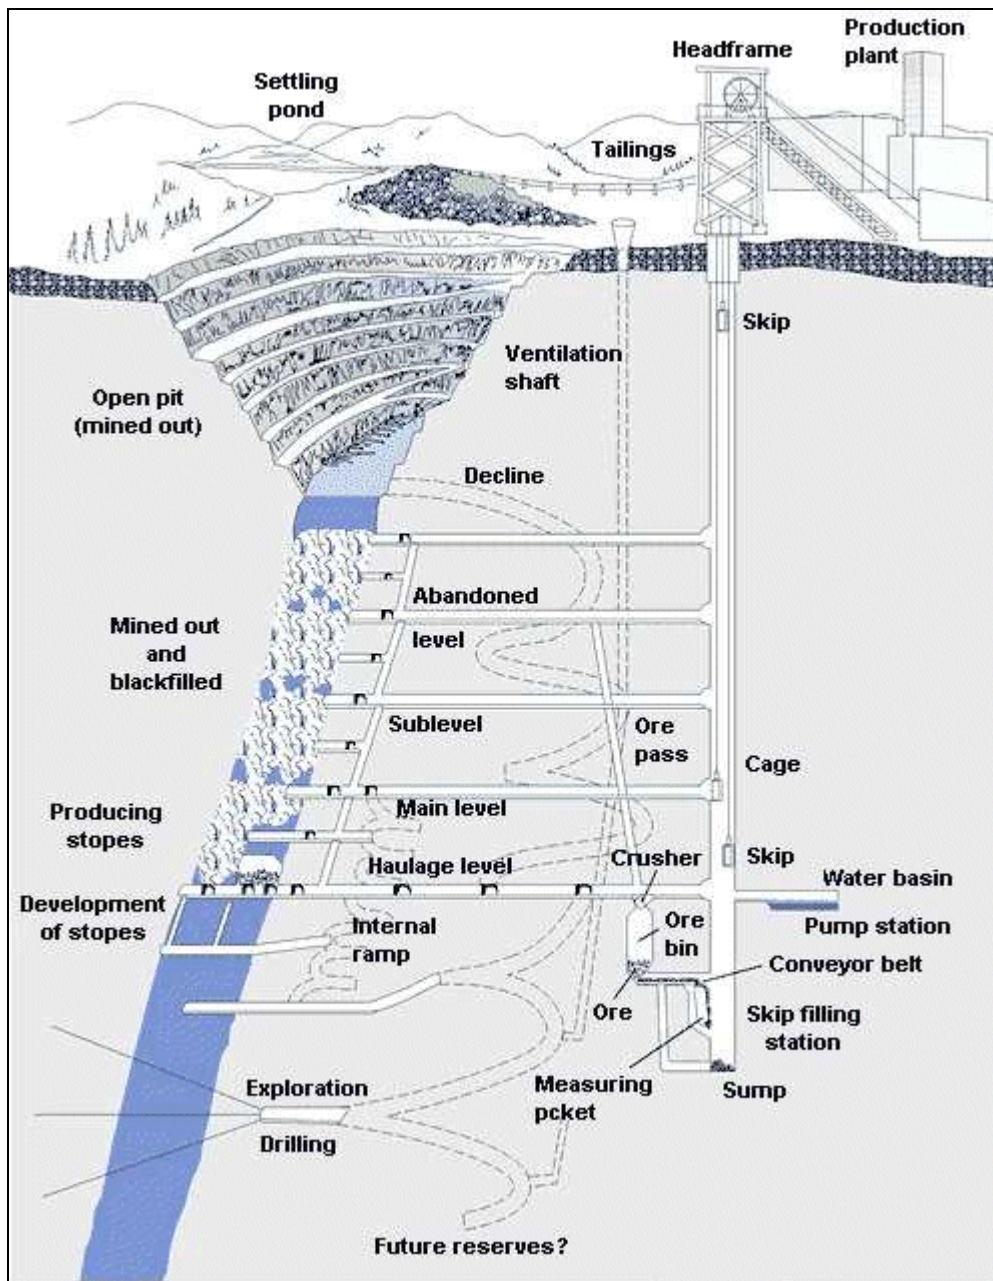 Production
plant
Headframe
Settling
pond
Tailings
Skip
Ventilation
shaft
Open pit
(mined out)
Decline
Abandoned
level
Mined out
and
blackfilled
Sublevel
Ore
pass
Cage
Main level
Producing
stopes
Haulage level
Crusher
Skip
Water basin
Development
of stopes
Internal
ramp
Ore
bin
Pump station
Conveyor belt
Ore
Skip filling
station
Exploration
Drilling
Measuring
pcket
Sump
Future reserves?